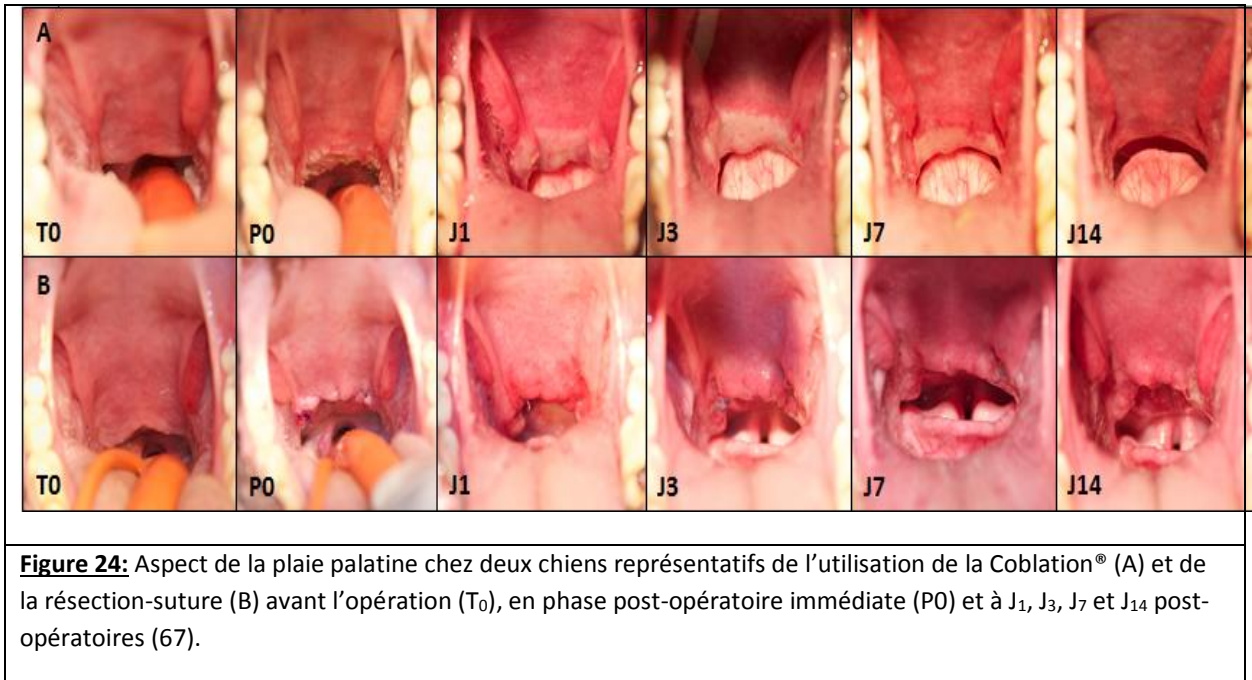 A
T0 P0 J1 J3 J7 J14
B
T0 P0 J1 J3 J7 J14
Figure 24: Aspect de la plaie palatine chez deux chiens représentatifs de l'utilisation de la Coblation® (A) et de
la résection-suture (B) avant l'opération (T0), en phase post-opératoire immédiate (P0) et à J1, J3, J7 et J14 post-
opératoires (67).